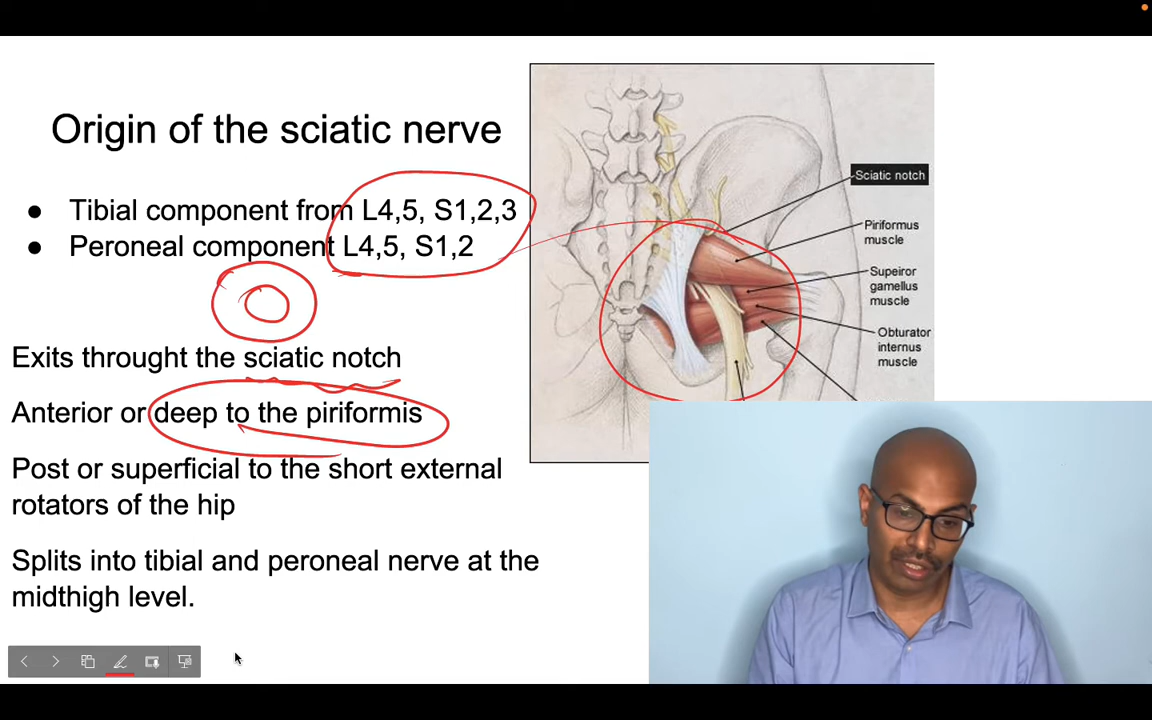 Origin of the sciatic nerve
● Tibial component from L4,5, S1,2,3
● Peroneal component L4,5, S1,2
Exits throught the sciatic notch
Anterior or deep to the piriformis
Post or superficial to the short external
rotators of the hip
Splits into tibial and peroneal nerve at the
midthigh level.
Sciatic notch
Piriformus
muscle
Supeiror
gamellus
muscle
Obturator
internus
muscle